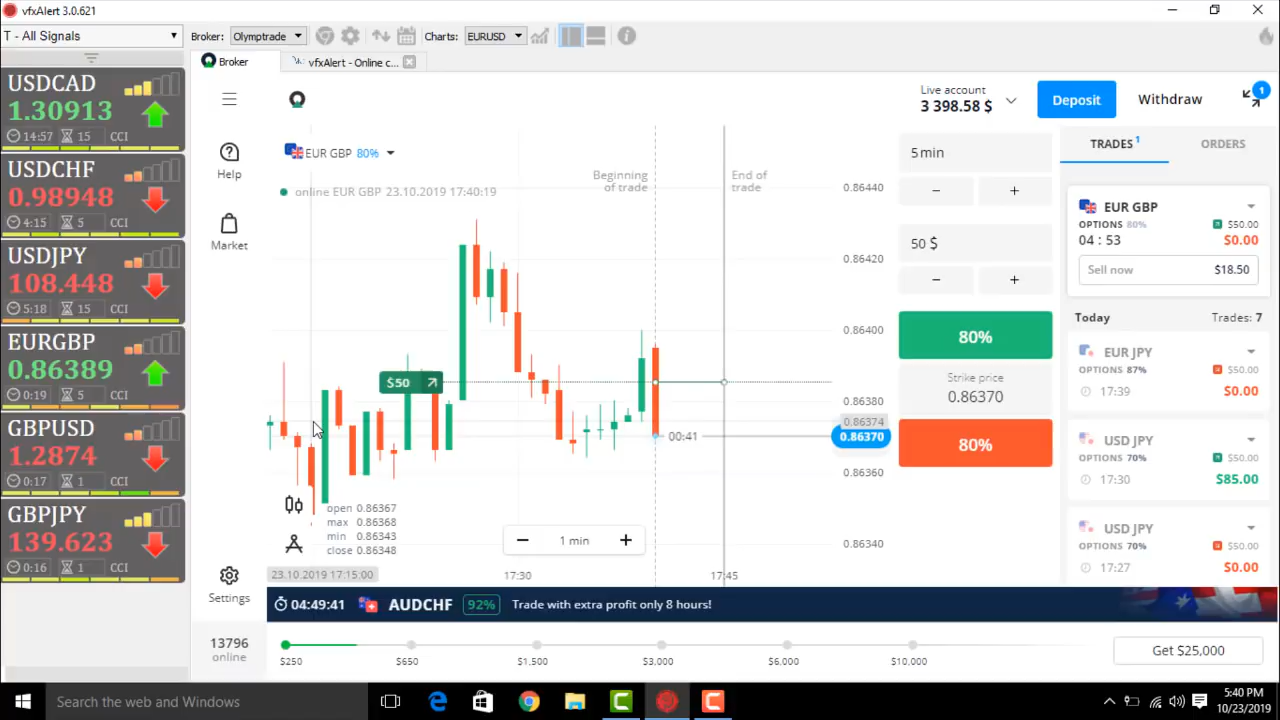 vfxAlert 3.0.621
T - All Signals
Broker:
Olymptrade
Charts:
EURUSD
Broker
vfxAlert - Online c...
USDCAD
1.30913
14:57
15
CCI
USDCHF
0.98948
4:15
5
CCI
USDJPY
108.448
5:18
15
CCI
EURGBP
0.86389
0:19
5
CCI
GBPUSD
1.2874
0:17
1
CCI
GBPJPY
139.623
0:16
1
CCI
Help
Market
Settings
13796
online
Live account
3 398.58 $
Deposit
Withdraw
1
EUR GBP 80%
online EUR GBP 23.10.2019 17:40:19
Beginning
of trade
End of
trade
0.86440
0.86420
0.86400
0.86380
0.86374
0.86370
0.86360
0.86340
$50
00:41
open 0.86367
max 0.86368
min 0.86343
close 0.86348
1 min
23.10.2019 17:15:00
17:30
17:45
5 min
50 $
80%
Strike price
0.86370
80%
TRADES 1
ORDERS
EUR GBP
OPTIONS 80%
$50.00
04 : 53
$0.00
Sell now
$18.50
Today
Trades: 7
EUR JPY
OPTIONS 87%
$50.00
17:39
$0.00
USD JPY
OPTIONS 70%
$50.00
17:30
$85.00
USD JPY
OPTIONS 70%
$50.00
17:27
$0.00
04:49:41
AUDCHF
92%
Trade with extra profit only 8 hours!
$250
$650
$1,500
$3,000
$6,000
$10,000
Get $25,000
Search the web and Windows
5:40 PM
10/23/2019